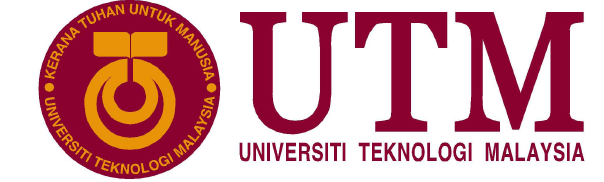 • KERANA TUHAN UNTUK MANUSIA •
UNIVERSITI TEKNOLOGI MALAYSIA
UTM
UNIVERSITI TEKNOLOGI MALAYSIA